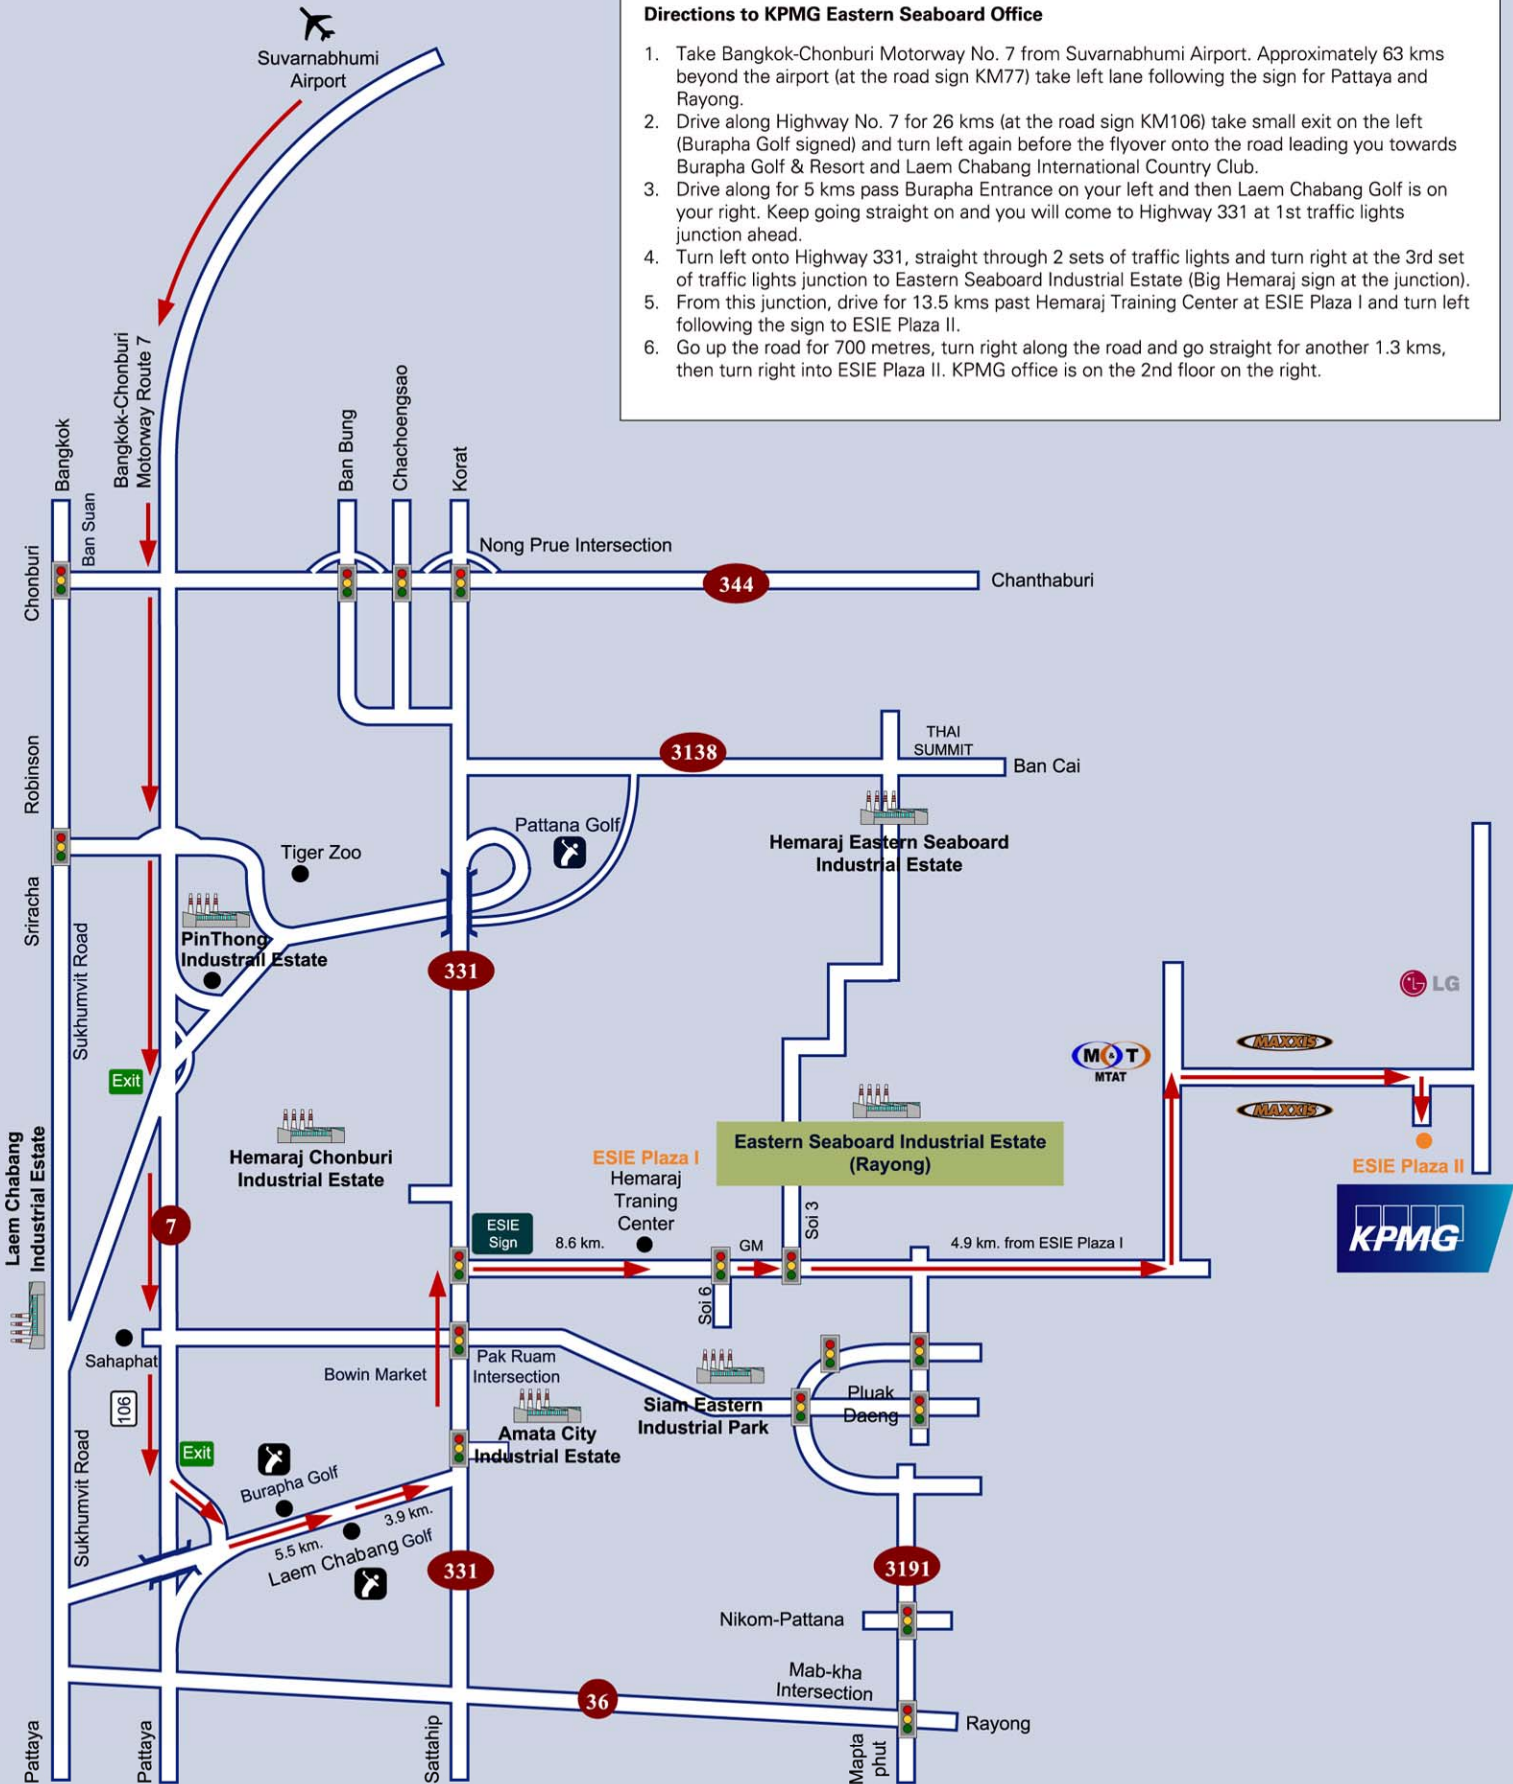 Directions to KPMG Eastern Seaboard Office
1. Take Bangkok-Chonburi Motorway No. 7 from Suvarnabhumi Airport. Approximately 63 kms
beyond the airport (at the road sign KM77) take left lane following the sign for Pattaya and
Rayong.
2. Drive along Highway No. 7 for 26 kms (at the road sign KM106) take small exit on the left
(Burapha Golf signed) and turn left again before the flyover onto the road leading you towards
Burapha Golf & Resort and Laem Chabang International Country Club.
3. Drive along for 5 kms pass Burapha Entrance on your left and then Laem Chabang Golf is on
your right. Keep going straight on and you will come to Highway 331 at 1st traffic lights
junction ahead.
4. Turn left onto Highway 331, straight through 2 sets of traffic lights and turn right at the 3rd set
of traffic lights junction to Eastern Seaboard Industrial Estate (Big Hemaraj sign at the junction).
5. From this junction, drive for 13.5 kms past Hemaraj Training Center at ESIE Plaza I and turn left
following the sign to ESIE Plaza II.
6. Go up the road for 700 metres, turn right along the road and go straight for another 1.3 kms,
then turn right into ESIE Plaza II. KPMG office is on the 2nd floor on the right.
Suvarnabhumi
Airport
Bangkok
Ban Suan
Bangkok-Chonburi
Motorway Route 7
Ban Bung
Chachoengsao
Korat
Chonburi
Nong Prue Intersection
344
Chanthaburi
Robinson
3138
THAI
SUMMIT
Ban Cai
Sriracha
Tiger Zoo
Pattana Golf
Hemaraj Eastern Seaboard
Industrial Estate
PinThong
Industrail Estate
Sukhumvit Road
331
LG
Exit
M&T
MTAT
MAXXIS
MAXXIS
Laem Chabang
Industrial Estate
Hemaraj Chonburi
Industrial Estate
ESIE Plaza I
Hemaraj
Traning
Center
Eastern Seaboard Industrial Estate
(Rayong)
ESIE Plaza II
KPMG
7
ESIE
Sign
8.6 km.
GM
Soi 3
4.9 km. from ESIE Plaza I
Soi 6
Sahaphat
Bowin Market
Pak Ruam
Intersection
106
Siam Eastern
Industrial Park
Pluak
Daeng
Amata City
Industrial Estate
Sukhumvit Road
Exit
Burapha Golf
5.5 km.
3.9 km.
Laem Chabang Golf
331
3191
Nikom-Pattana
Mab-kha
Intersection
36
Rayong
Pattaya
Pattaya
Sattahip
Mapta
phut